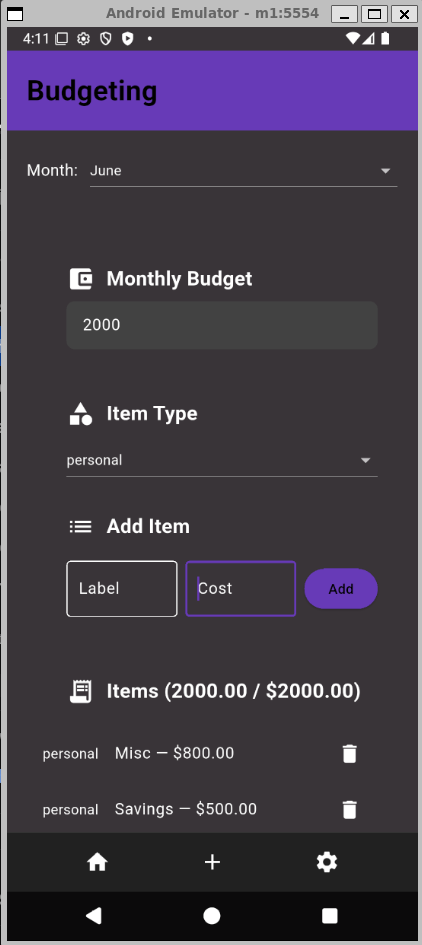 Android Emulator - m1:5554
4:11
Budgeting
Month: June
Monthly Budget
2000
Item Type
personal
Add Item
Label Cost Add
Items (2000.00 / $2000.00)
personal Misc — $800.00
personal Savings — $500.00